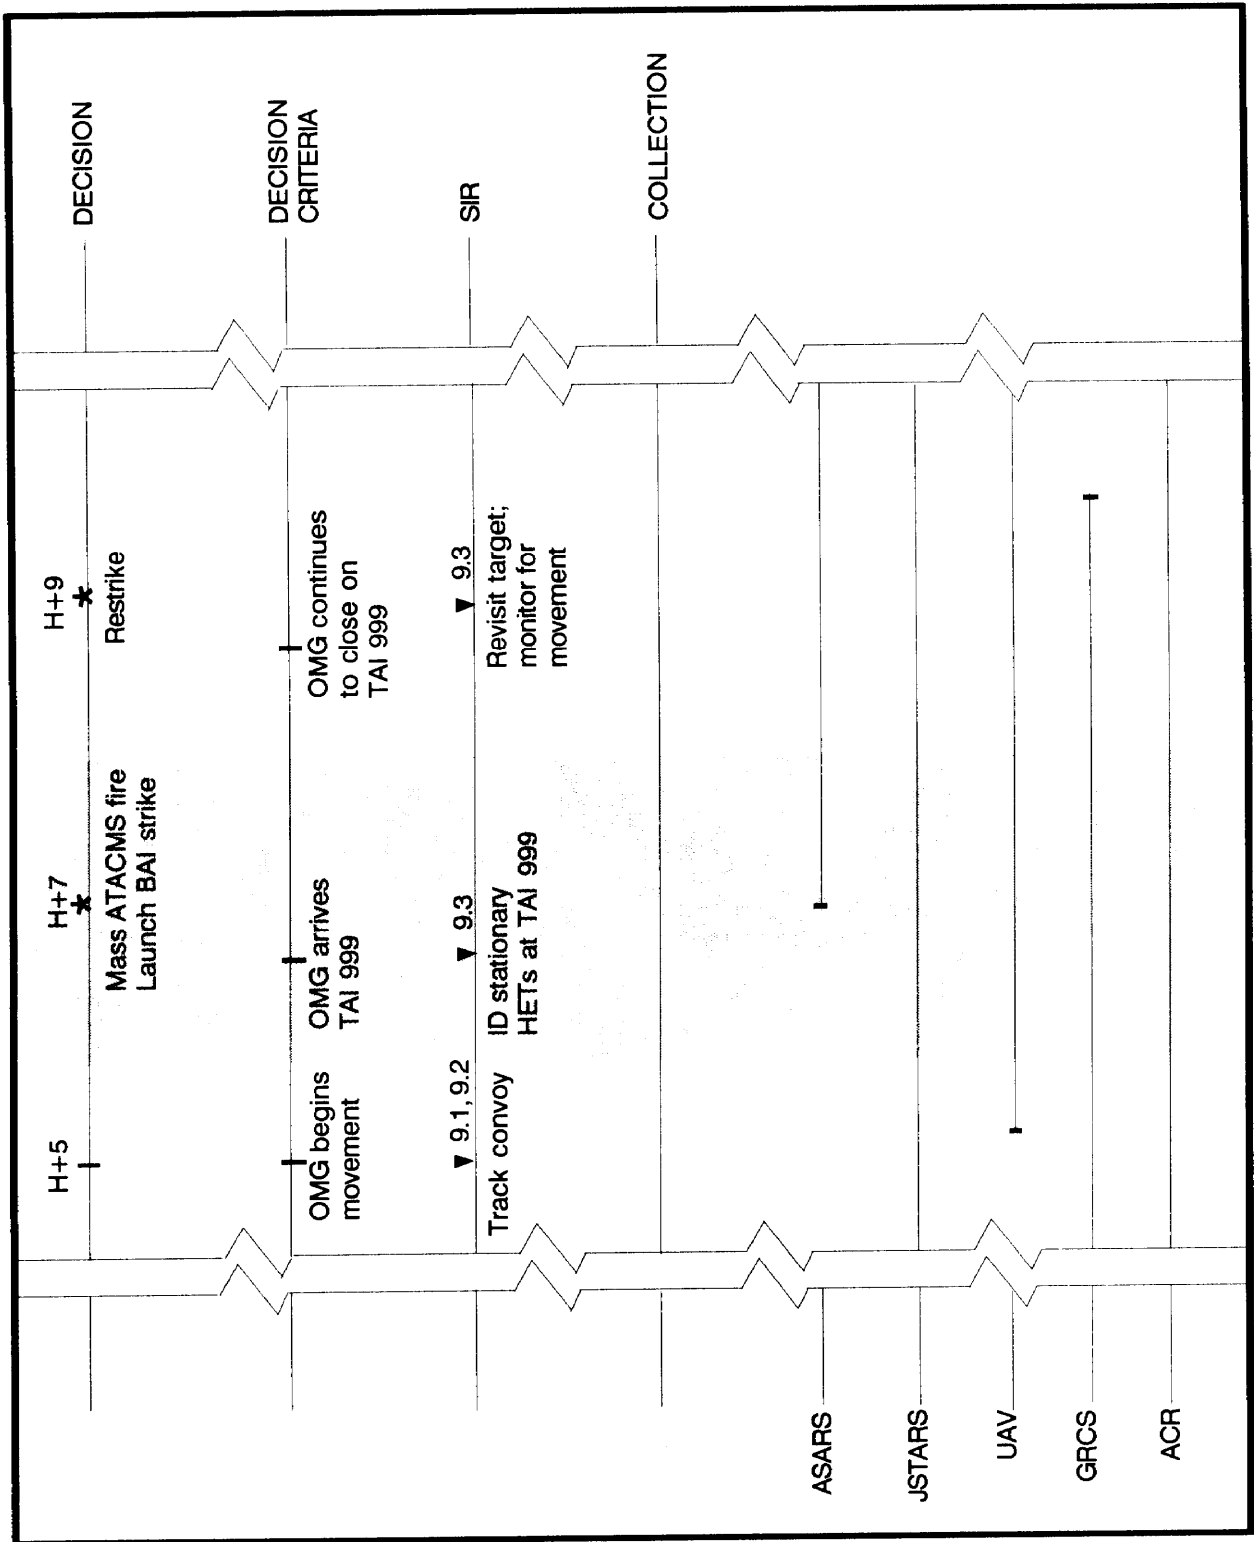 H+5
H+7
H+9
DECISION
Mass ATACMS fire
Launch BAI strike
Restrike
DECISION
CRITERIA
OMG begins
movement
OMG arrives
TAI 999
OMG continues
to close on
TAI 999
SIR
9.1, 9.2
9.3
9.3
Track convoy
ID stationary
HETs at TAI 999
Revisit target;
monitor for
movement
COLLECTION
ASARS
JSTARS
UAV
GRCS
ACR